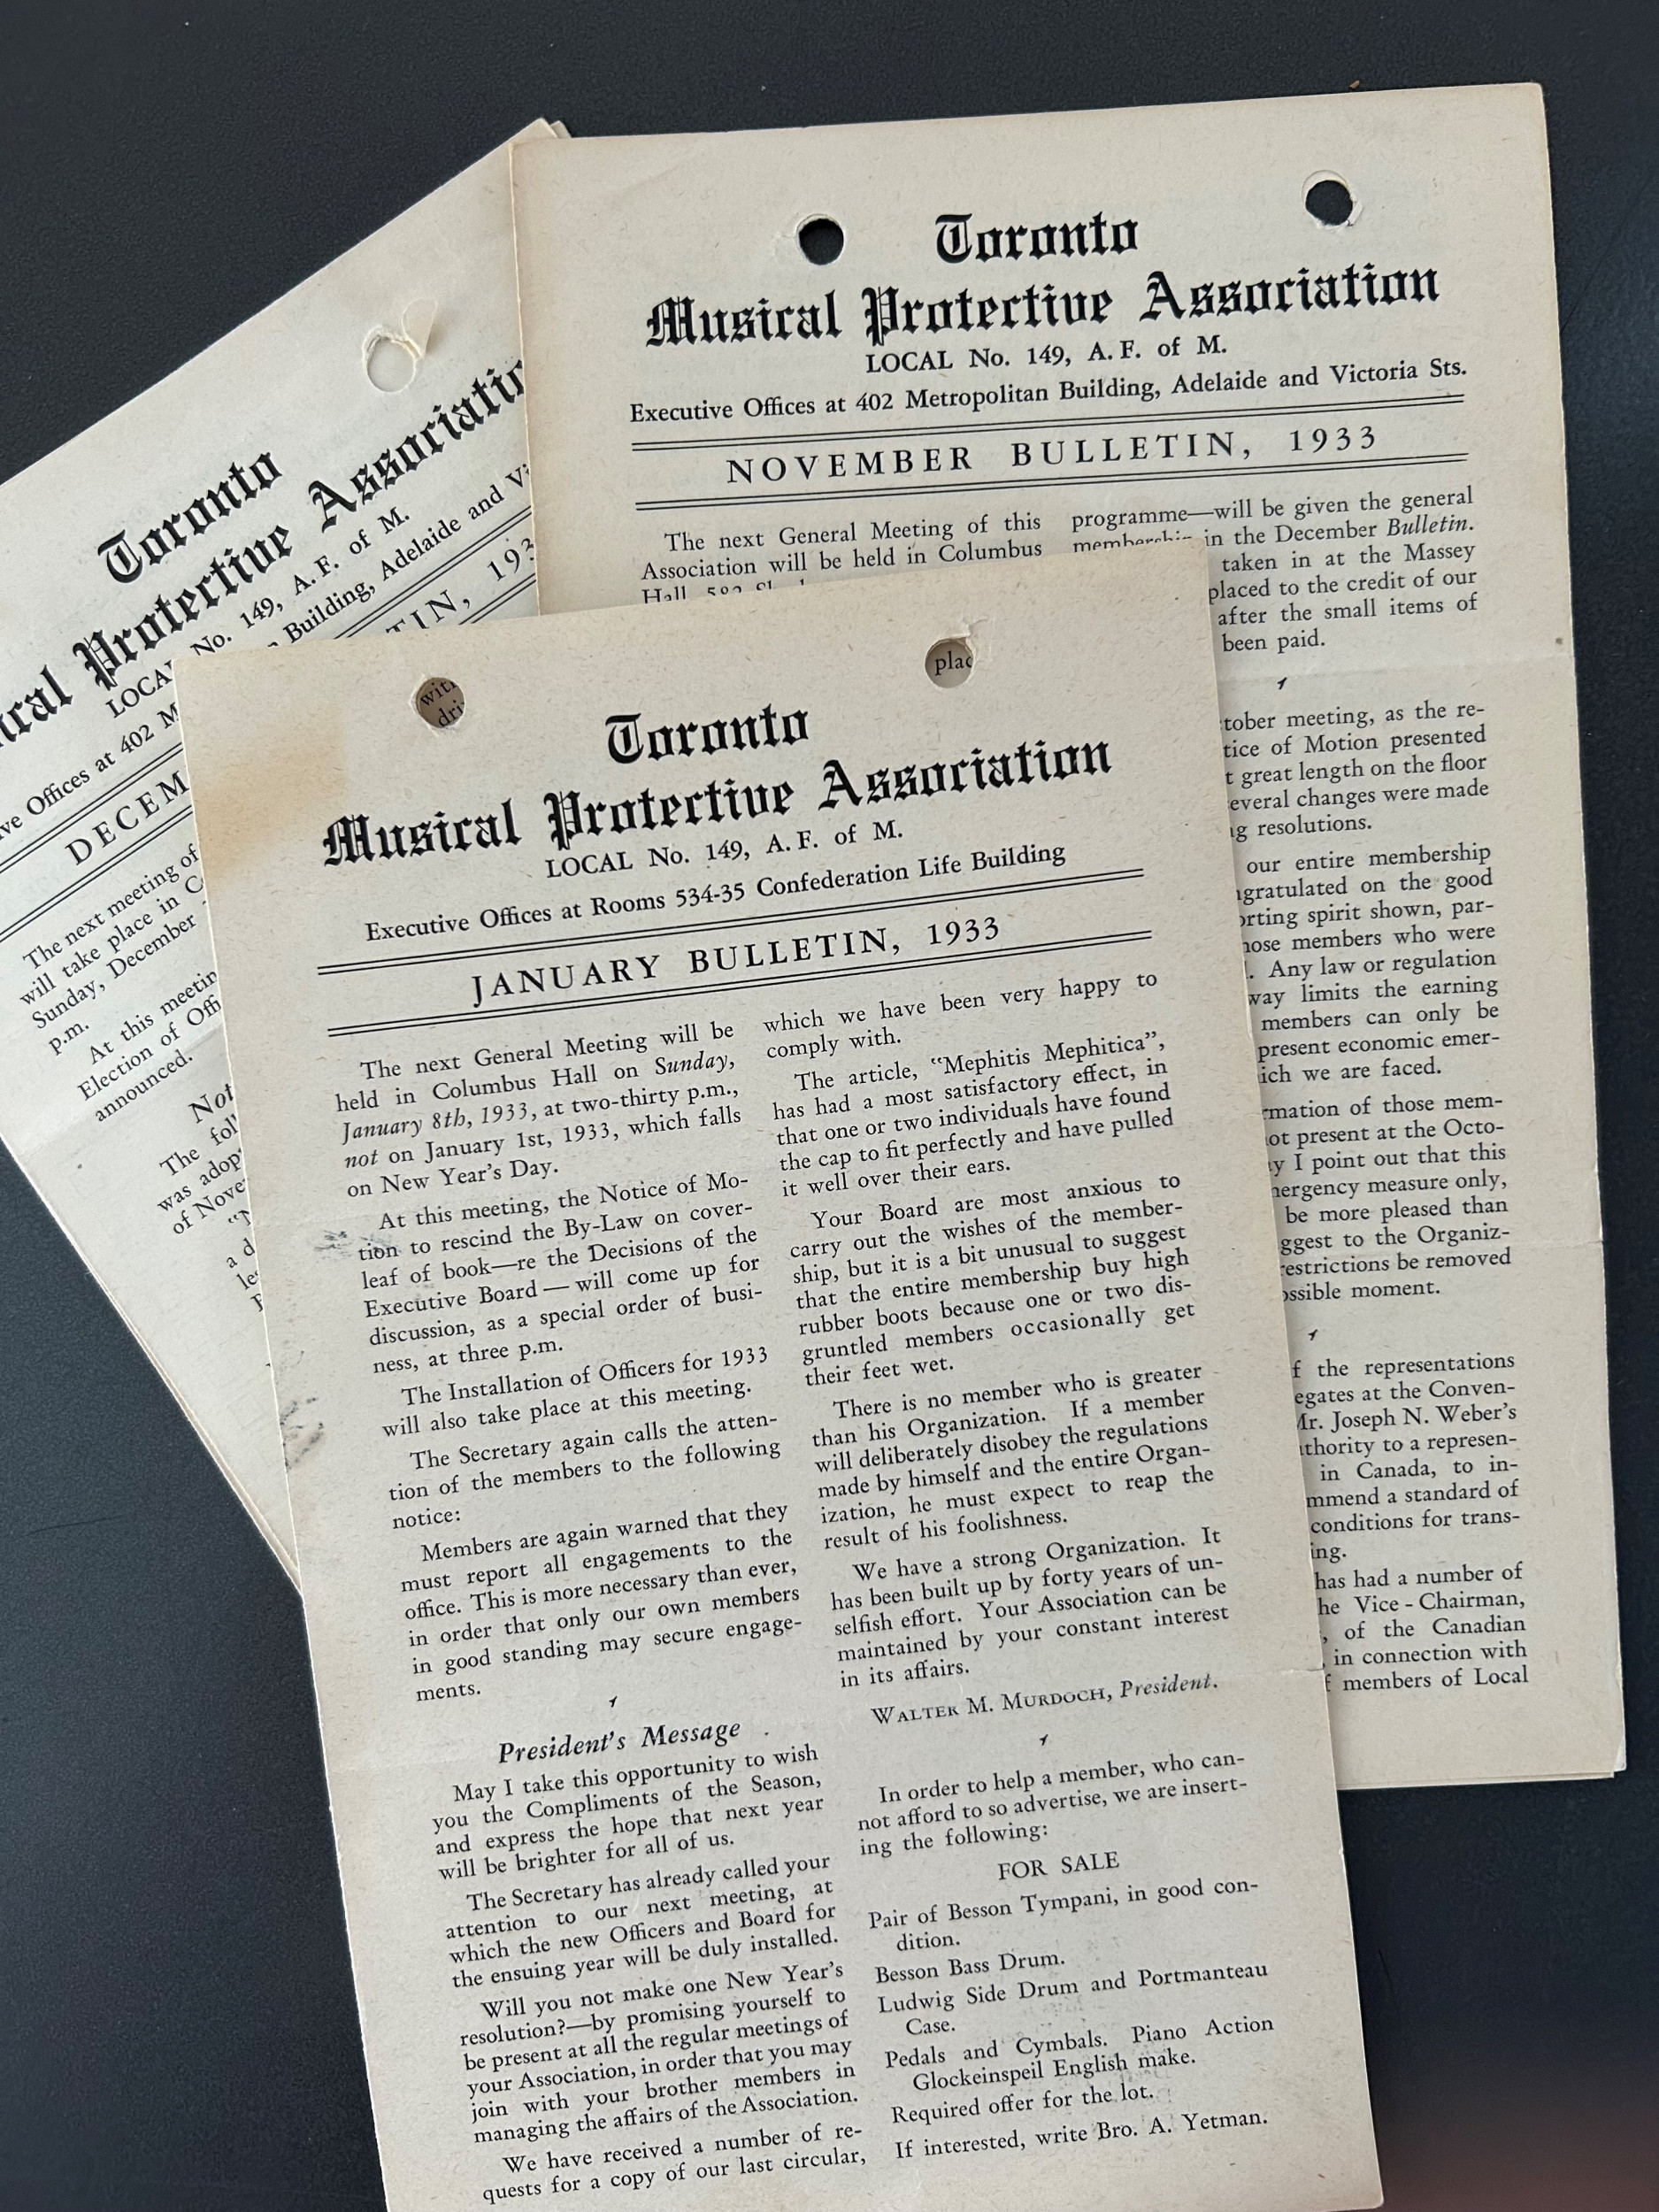 Toronto
Musical Protective Association
LOCAL No. 149, A. F. of M.
Executive Offices at 402 Metropolitan Building, Adelaide and Victoria Sts.
NOVEMBER BULLETIN, 1933
The next General Meeting of this
Association will be held in Columbus
Hall, 582
programme—will be given the general
membership in the December Bulletin.
taken in at the Massey
placed to the credit of our
after the small items of
been paid.
meeting, as the re-
of Motion presented
great length on the floor
several changes were made
resolutions.
our entire membership
on the good
spirit shown, par-
those members who were
Any law or regulation
way limits the earning
members can only be
present economic emer-
which we are faced.
of those mem-
not present at the Octo-
I point out that this
emergency measure only,
be more pleased than
to the Organiz-
restrictions be removed
possible moment.
of the representations
at the Conven-
Mr. Joseph N. Weber's
authority to a represen-
in Canada, to in-
a standard of
conditions for trans-
has had a number of
the Vice-Chairman,
of the Canadian
in connection with
of members of Local
Toronto
Protective Association
LOCAL No. 149, A. F. of M.
Offices at 402
Building, Adelaide and
DECEM
TIN, 193
The next meeting of
will take place in
Sunday, December
p.m.
At this meeting
Election of
announced.
The
was
of
a
with
plac
Toronto
Musical Protective Association
LOCAL No. 149, A. F. of M.
Executive Offices at Rooms 534-35 Confederation Life Building
JANUARY BULLETIN, 1933
The next General Meeting will be
held in Columbus Hall on Sunday,
January 8th, 1933, at two-thirty p.m.,
not on January 1st, 1933, which falls
on New Year's Day.
At this meeting, the Notice of Mo-
tion to rescind the By-Law on cover-
leaf of book—re the Decisions of the
Executive Board — will come up for
discussion, as a special order of busi-
ness, at three p.m.
The Installation of Officers for 1933
will also take place at this meeting.
The Secretary again calls the atten-
tion of the members to the following
notice:
Members are again warned that they
must report all engagements to the
office. This is more necessary than ever,
in order that only our own members
in good standing may secure engage-
ments.
President's Message
May I take this opportunity to wish
you the Compliments of the Season,
and express the hope that next year
will be brighter for all of us.
The Secretary has already called your
attention to our next meeting, at
which the new Officers and Board for
the ensuing year will be duly installed.
Will you not make one New Year's
resolution?—by promising yourself to
be present at all the regular meetings of
your Association, in order that you may
join with your brother members in
managing the affairs of the Association.
We have received a number of re-
quests for a copy of our last circular,
which we have been very happy to
comply with.
The article, "Mephitis Mephitica",
has had a most satisfactory effect, in
that one or two individuals have found
the cap to fit perfectly and have pulled
it well over their ears.
Your Board are most anxious to
carry out the wishes of the member-
ship, but it is a bit unusual to suggest
that the entire membership buy high
rubber boots because one or two dis-
gruntled members occasionally get
their feet wet.
There is no member who is greater
than his Organization. If a member
will deliberately disobey the regulations
made by himself and the entire Organ-
ization, he must expect to reap the
result of his foolishness.
We have a strong Organization. It
has been built up by forty years of un-
selfish effort. Your Association can be
maintained by your constant interest
in its affairs.
WALTER M. MURDOCH, President.
In order to help a member, who can-
not afford to so advertise, we are insert-
ing the following:
FOR SALE
Pair of Besson Tympani, in good con-
dition.
Besson Bass Drum.
Ludwig Side Drum and Portmanteau
Case.
Pedals and Cymbals. Piano Action
Glockeinspeil English make.
Required offer for the lot.
If interested, write Bro. A. Yetman.